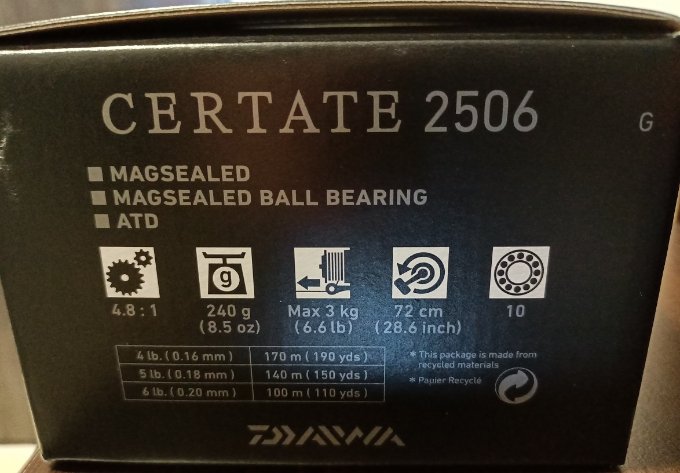 CERTATE 2506
G
MAGSEALED
MAGSEALED BALL BEARING
ATD
g
4.8 : 1 240 g Max 3 kg 72 cm 10
(8.5 oz) (6.6 lb) (28.6 inch)
4 lb. ( 0.16 mm ) 170 m ( 190 yds )
5 lb. ( 0.18 mm ) 140 m ( 150 yds )
6 lb. ( 0.20 mm ) 100 m ( 110 yds )
* This package is made from
recycled materials
* Papier Recyclé
DAIWA